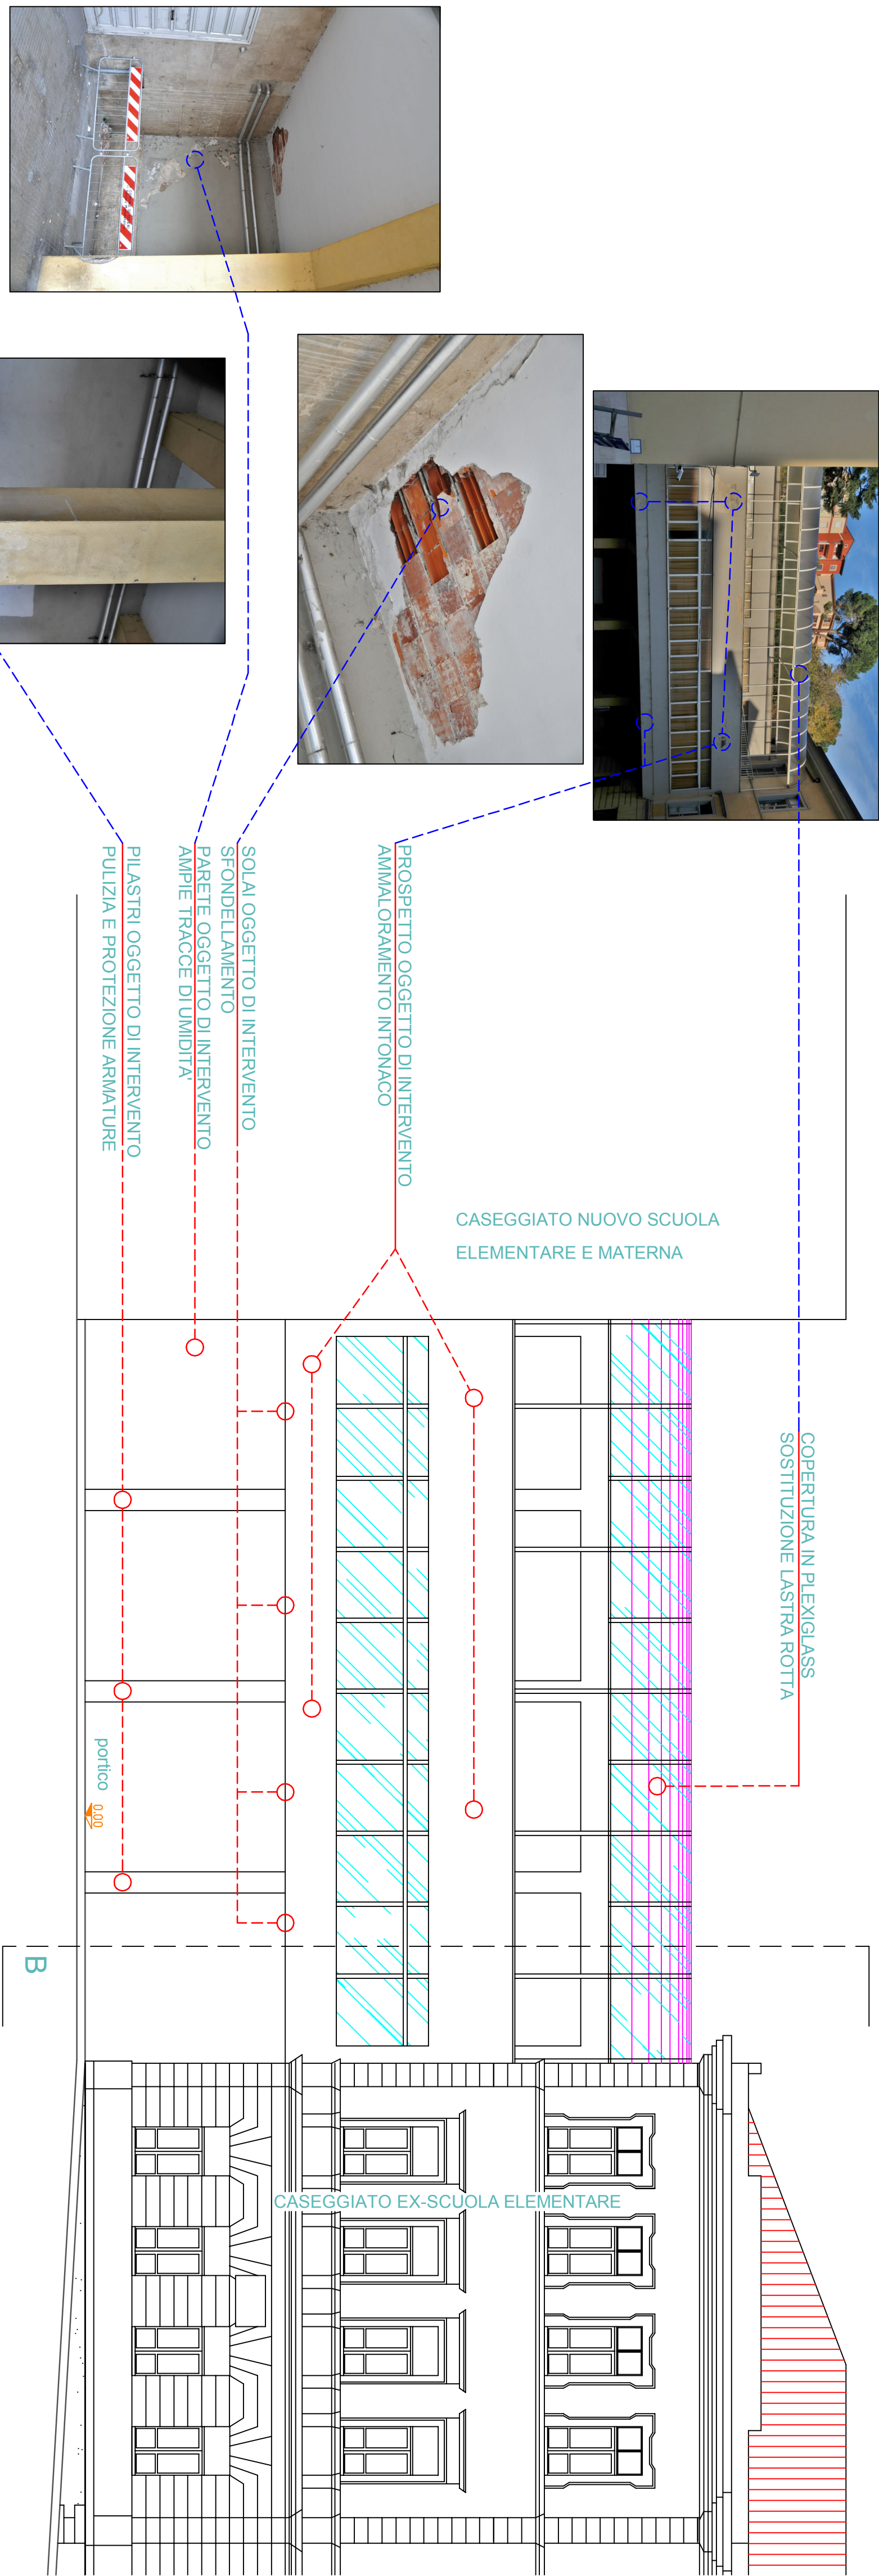 COPERTURA IN PLEXIGLASS
SOSTITUZIONE LASTRA ROTTA
PROSPETTO OGGETTO DI INTERVENTO
AMMALORAMENTO INTONACO
SOLAI OGGETTO DI INTERVENTO
SFONDELLAMENTO
PARETE OGGETTO DI INTERVENTO
AMPIE TRACCE DI UMIDITA'
PILASTRI OGGETTO DI INTERVENTO
PULIZIA E PROTEZIONE ARMATURE
CASEGGIATO NUOVO SCUOLA
ELEMENTARE E MATERNA
portico
0.00
B
CASEGGIATO EX-SCUOLA ELEMENTARE